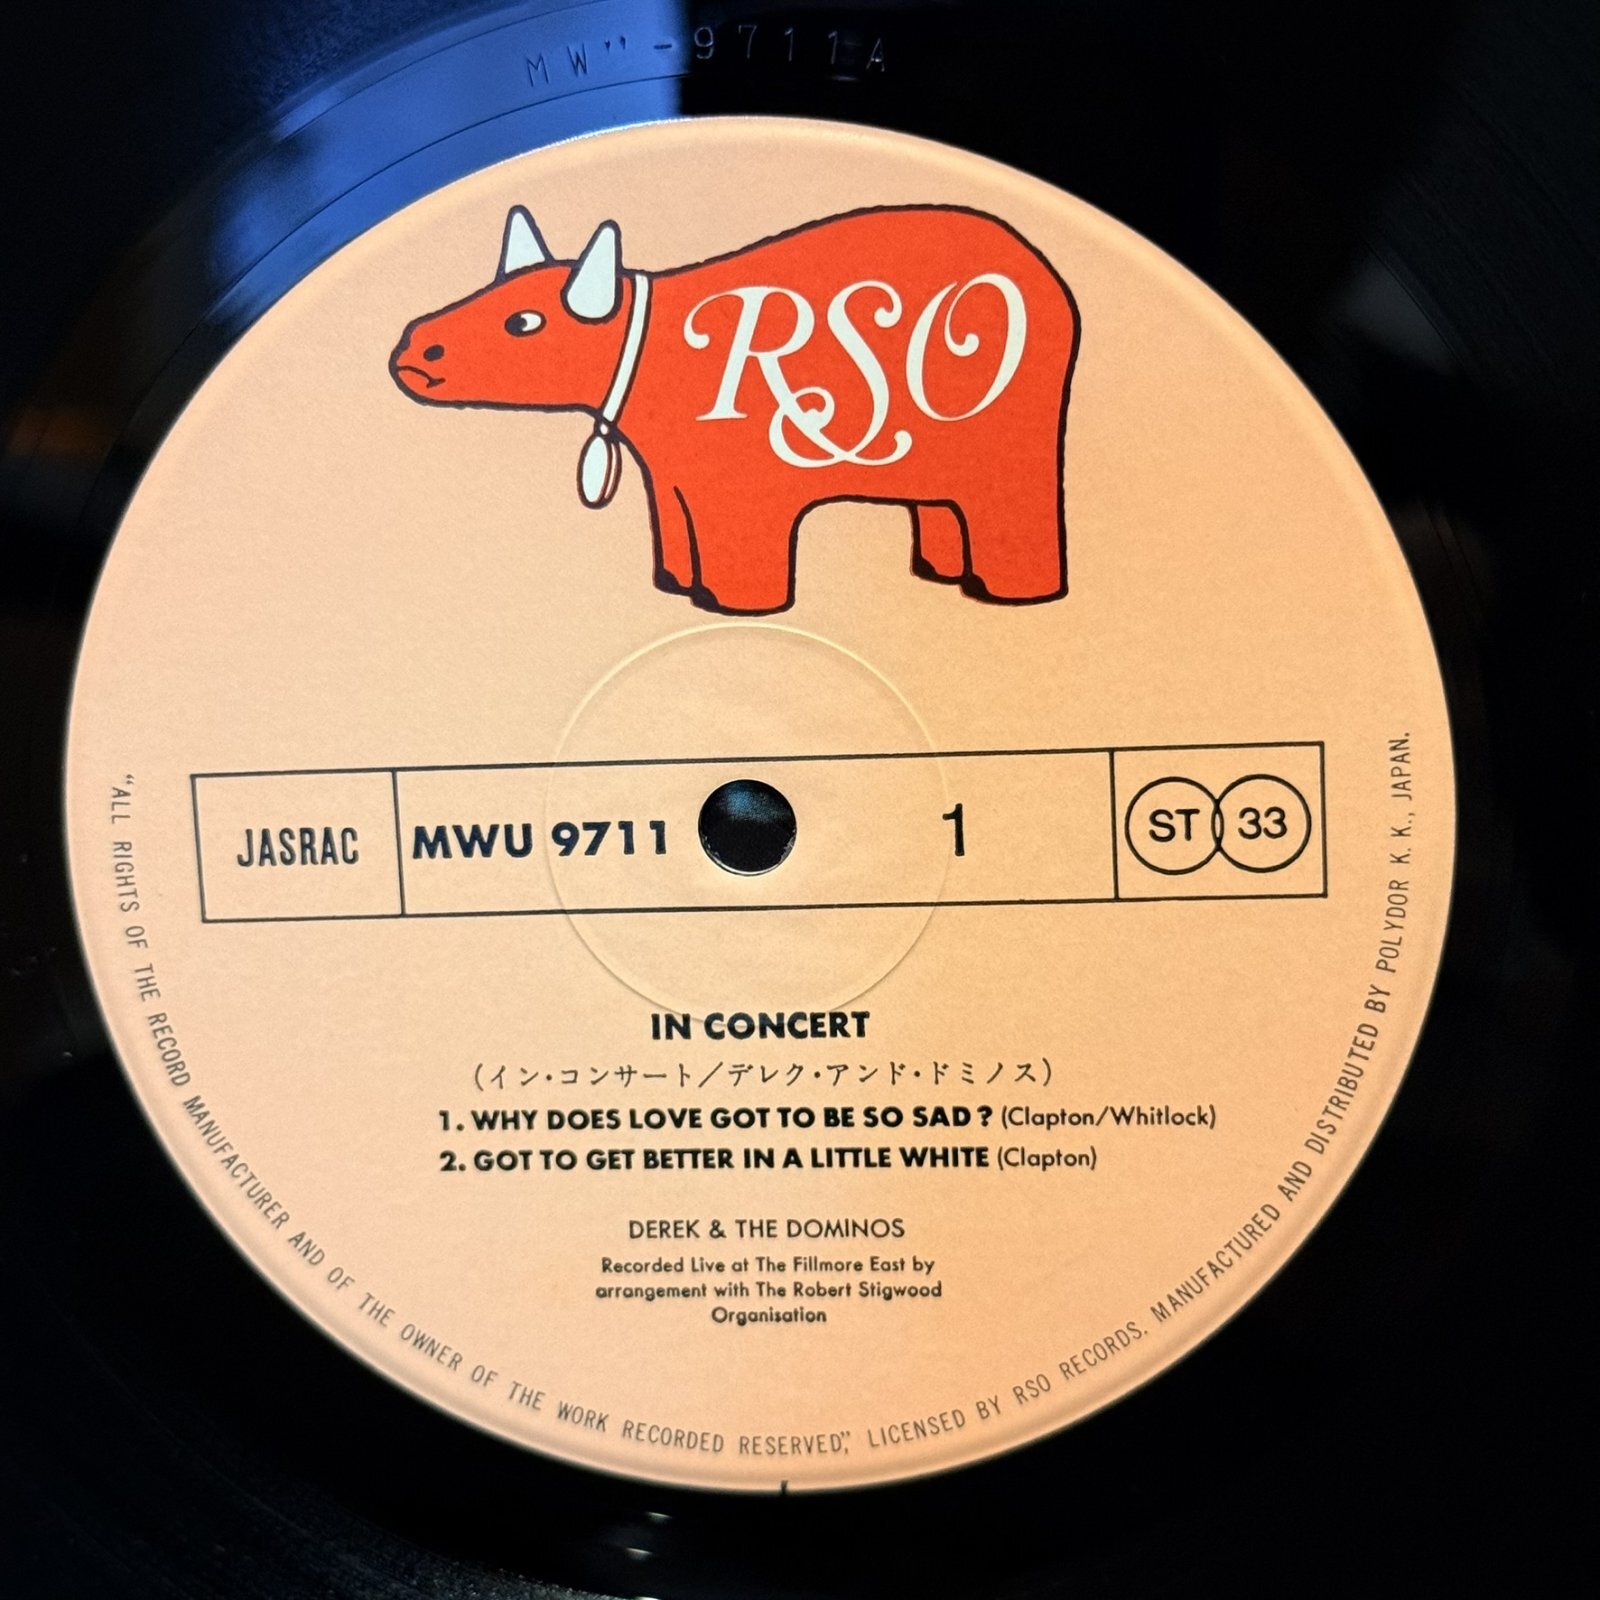 MW" - 9711A
RSO
JASRAC
MWU 9711
1
ST 33
IN CONCERT
(イン・コンサート/デレク・アンド・ドミノス)
1. WHY DOES LOVE GOT TO BE SO SAD? (Clapton/Whitlock)
2. GOT TO GET BETTER IN A LITTLE WHITE (Clapton)
DEREK & THE DOMINOS
Recorded Live at The Fillmore East by
arrangement with The Robert Stigwood
Organisation
"ALL RIGHTS OF THE RECORD MANUFACTURER AND OF THE OWNER OF THE WORK RECORDED RESERVED", LICENSED BY RSO RECORDS. MANUFACTURED AND DISTRIBUTED BY POLYDOR K. K., JAPAN.